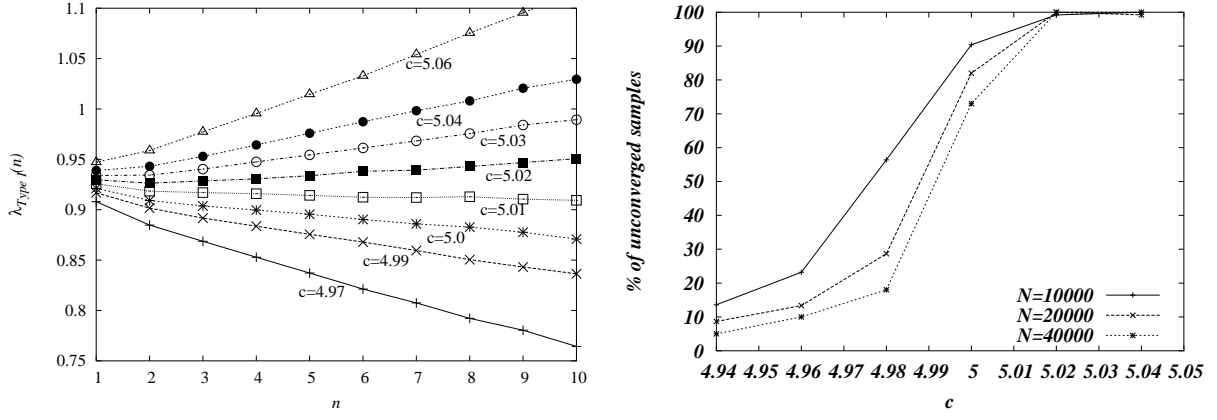 1.1
1.05
1
0.95
0.9
0.85
0.8
0.75
λType I(n)
c=5.06
c=5.04
c=5.03
c=5.02
c=5.01
c=5.0
c=4.99
c=4.97
1 2 3 4 5 6 7 8 9 10
n
100
90
80
70
60
50
40
30
20
10
0
% of unconverged samples
N=10000
N=20000
N=40000
4.94 4.95 4.96 4.97 4.98 4.99 5 5.01 5.02 5.03 5.04 5.05
c